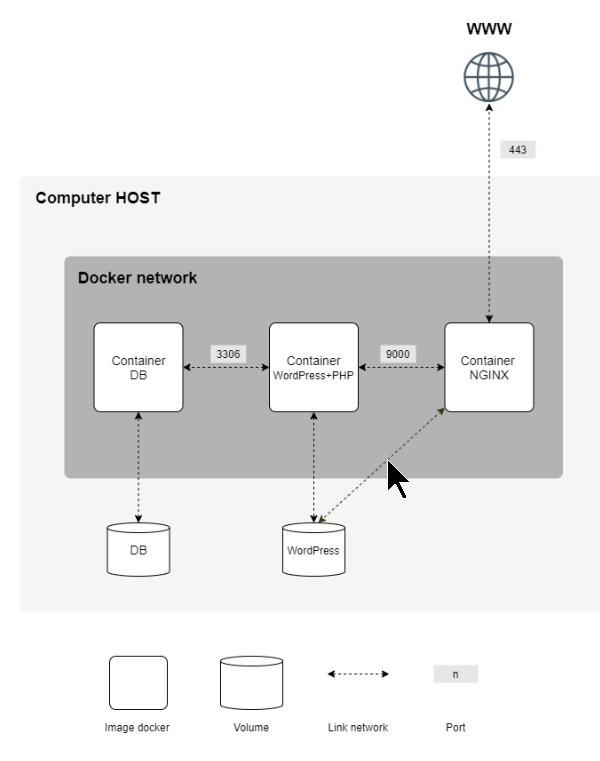 WWW
443
Computer HOST
Docker network
Container
DB
3306
Container
WordPress+PHP
9000
Container
NGINX
DB
WordPress
n
Image docker
Volume
Link network
Port